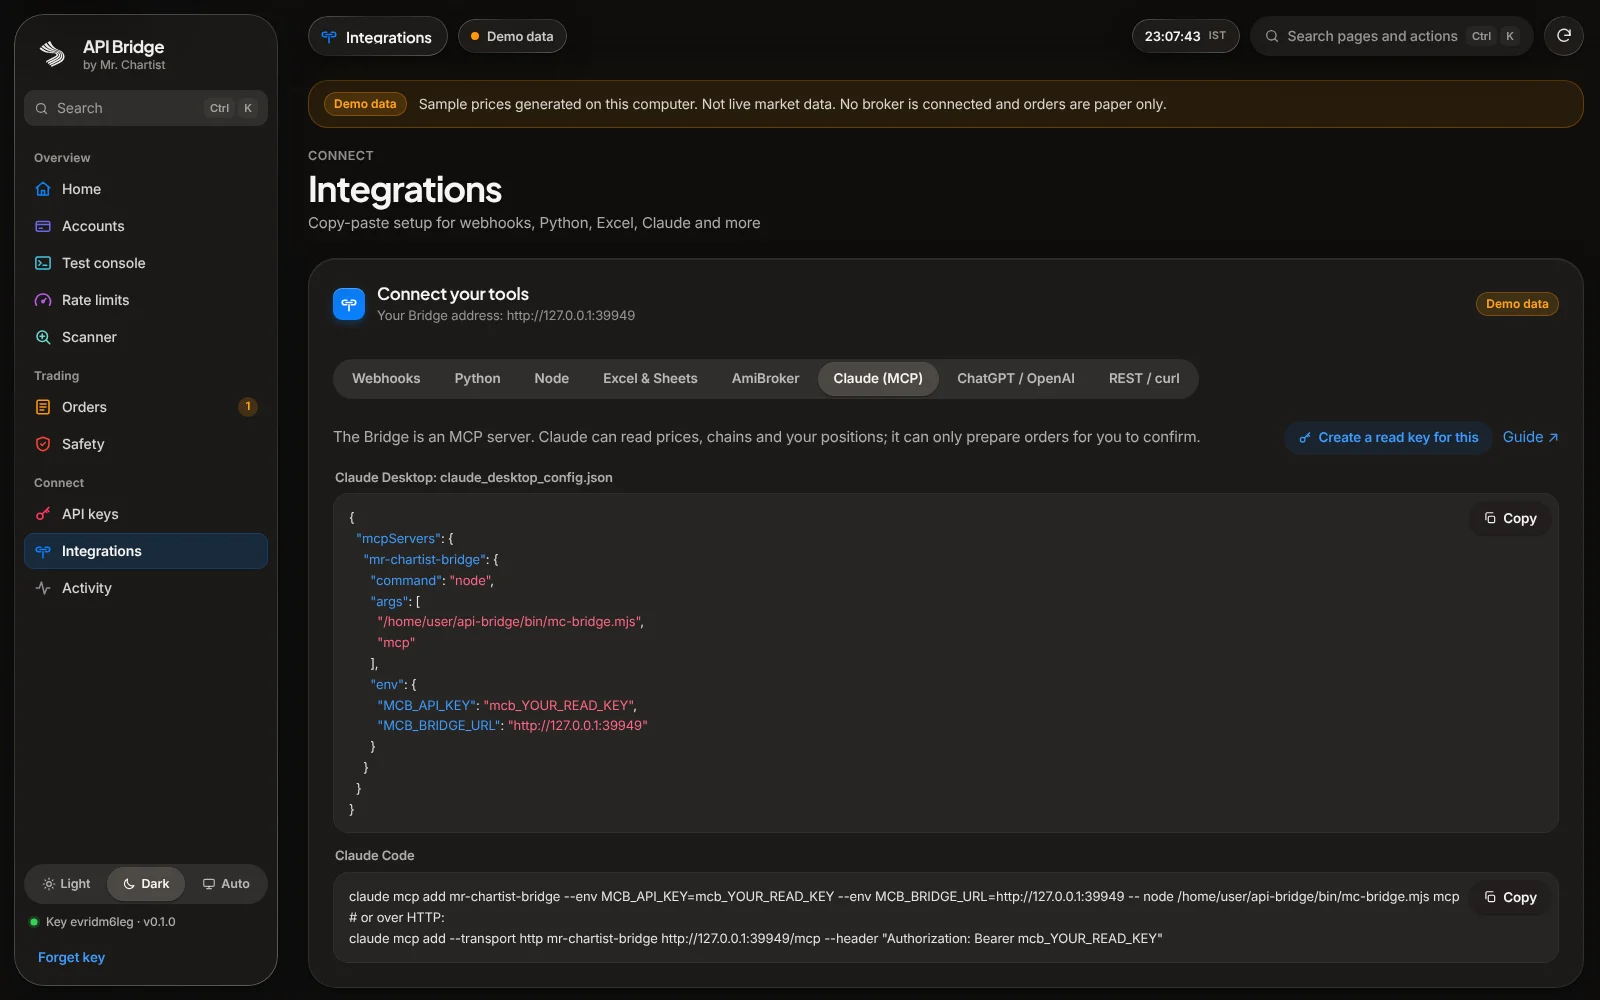 API Bridge
by Mr. Chartist
Search Ctrl K
Overview
Home
Accounts
Test console
Rate limits
Scanner
Trading
Orders 1
Safety
Connect
API keys
Integrations
Activity
Light Dark Auto
Key evridm6leg · v0.1.0
Forget key
Integrations
Demo data
23:07:43 IST
Search pages and actions Ctrl K
Demo data Sample prices generated on this computer. Not live market data. No broker is connected and orders are paper only.
CONNECT
Integrations
Copy-paste setup for webhooks, Python, Excel, Claude and more
Connect your tools
Your Bridge address: http://127.0.0.1:39949
Demo data
Webhooks Python Node Excel & Sheets AmiBroker Claude (MCP) ChatGPT / OpenAI REST / curl
The Bridge is an MCP server. Claude can read prices, chains and your positions; it can only prepare orders for you to confirm.
Create a read key for this Guide ↗
Claude Desktop: claude_desktop_config.json
Copy
{
  "mcpServers": {
    "mr-chartist-bridge": {
      "command": "node",
      "args": [
        "/home/user/api-bridge/bin/mc-bridge.mjs",
        "mcp"
      ],
      "env": {
        "MCB_API_KEY": "mcb_YOUR_READ_KEY",
        "MCB_BRIDGE_URL": "http://127.0.0.1:39949"
      }
    }
  }
}
Claude Code
claude mcp add mr-chartist-bridge --env MCB_API_KEY=mcb_YOUR_READ_KEY --env MCB_BRIDGE_URL=http://127.0.0.1:39949 -- node /home/user/api-bridge/bin/mc-bridge.mjs mcp
Copy
# or over HTTP:
claude mcp add --transport http mr-chartist-bridge http://127.0.0.1:39949/mcp --header "Authorization: Bearer mcb_YOUR_READ_KEY"